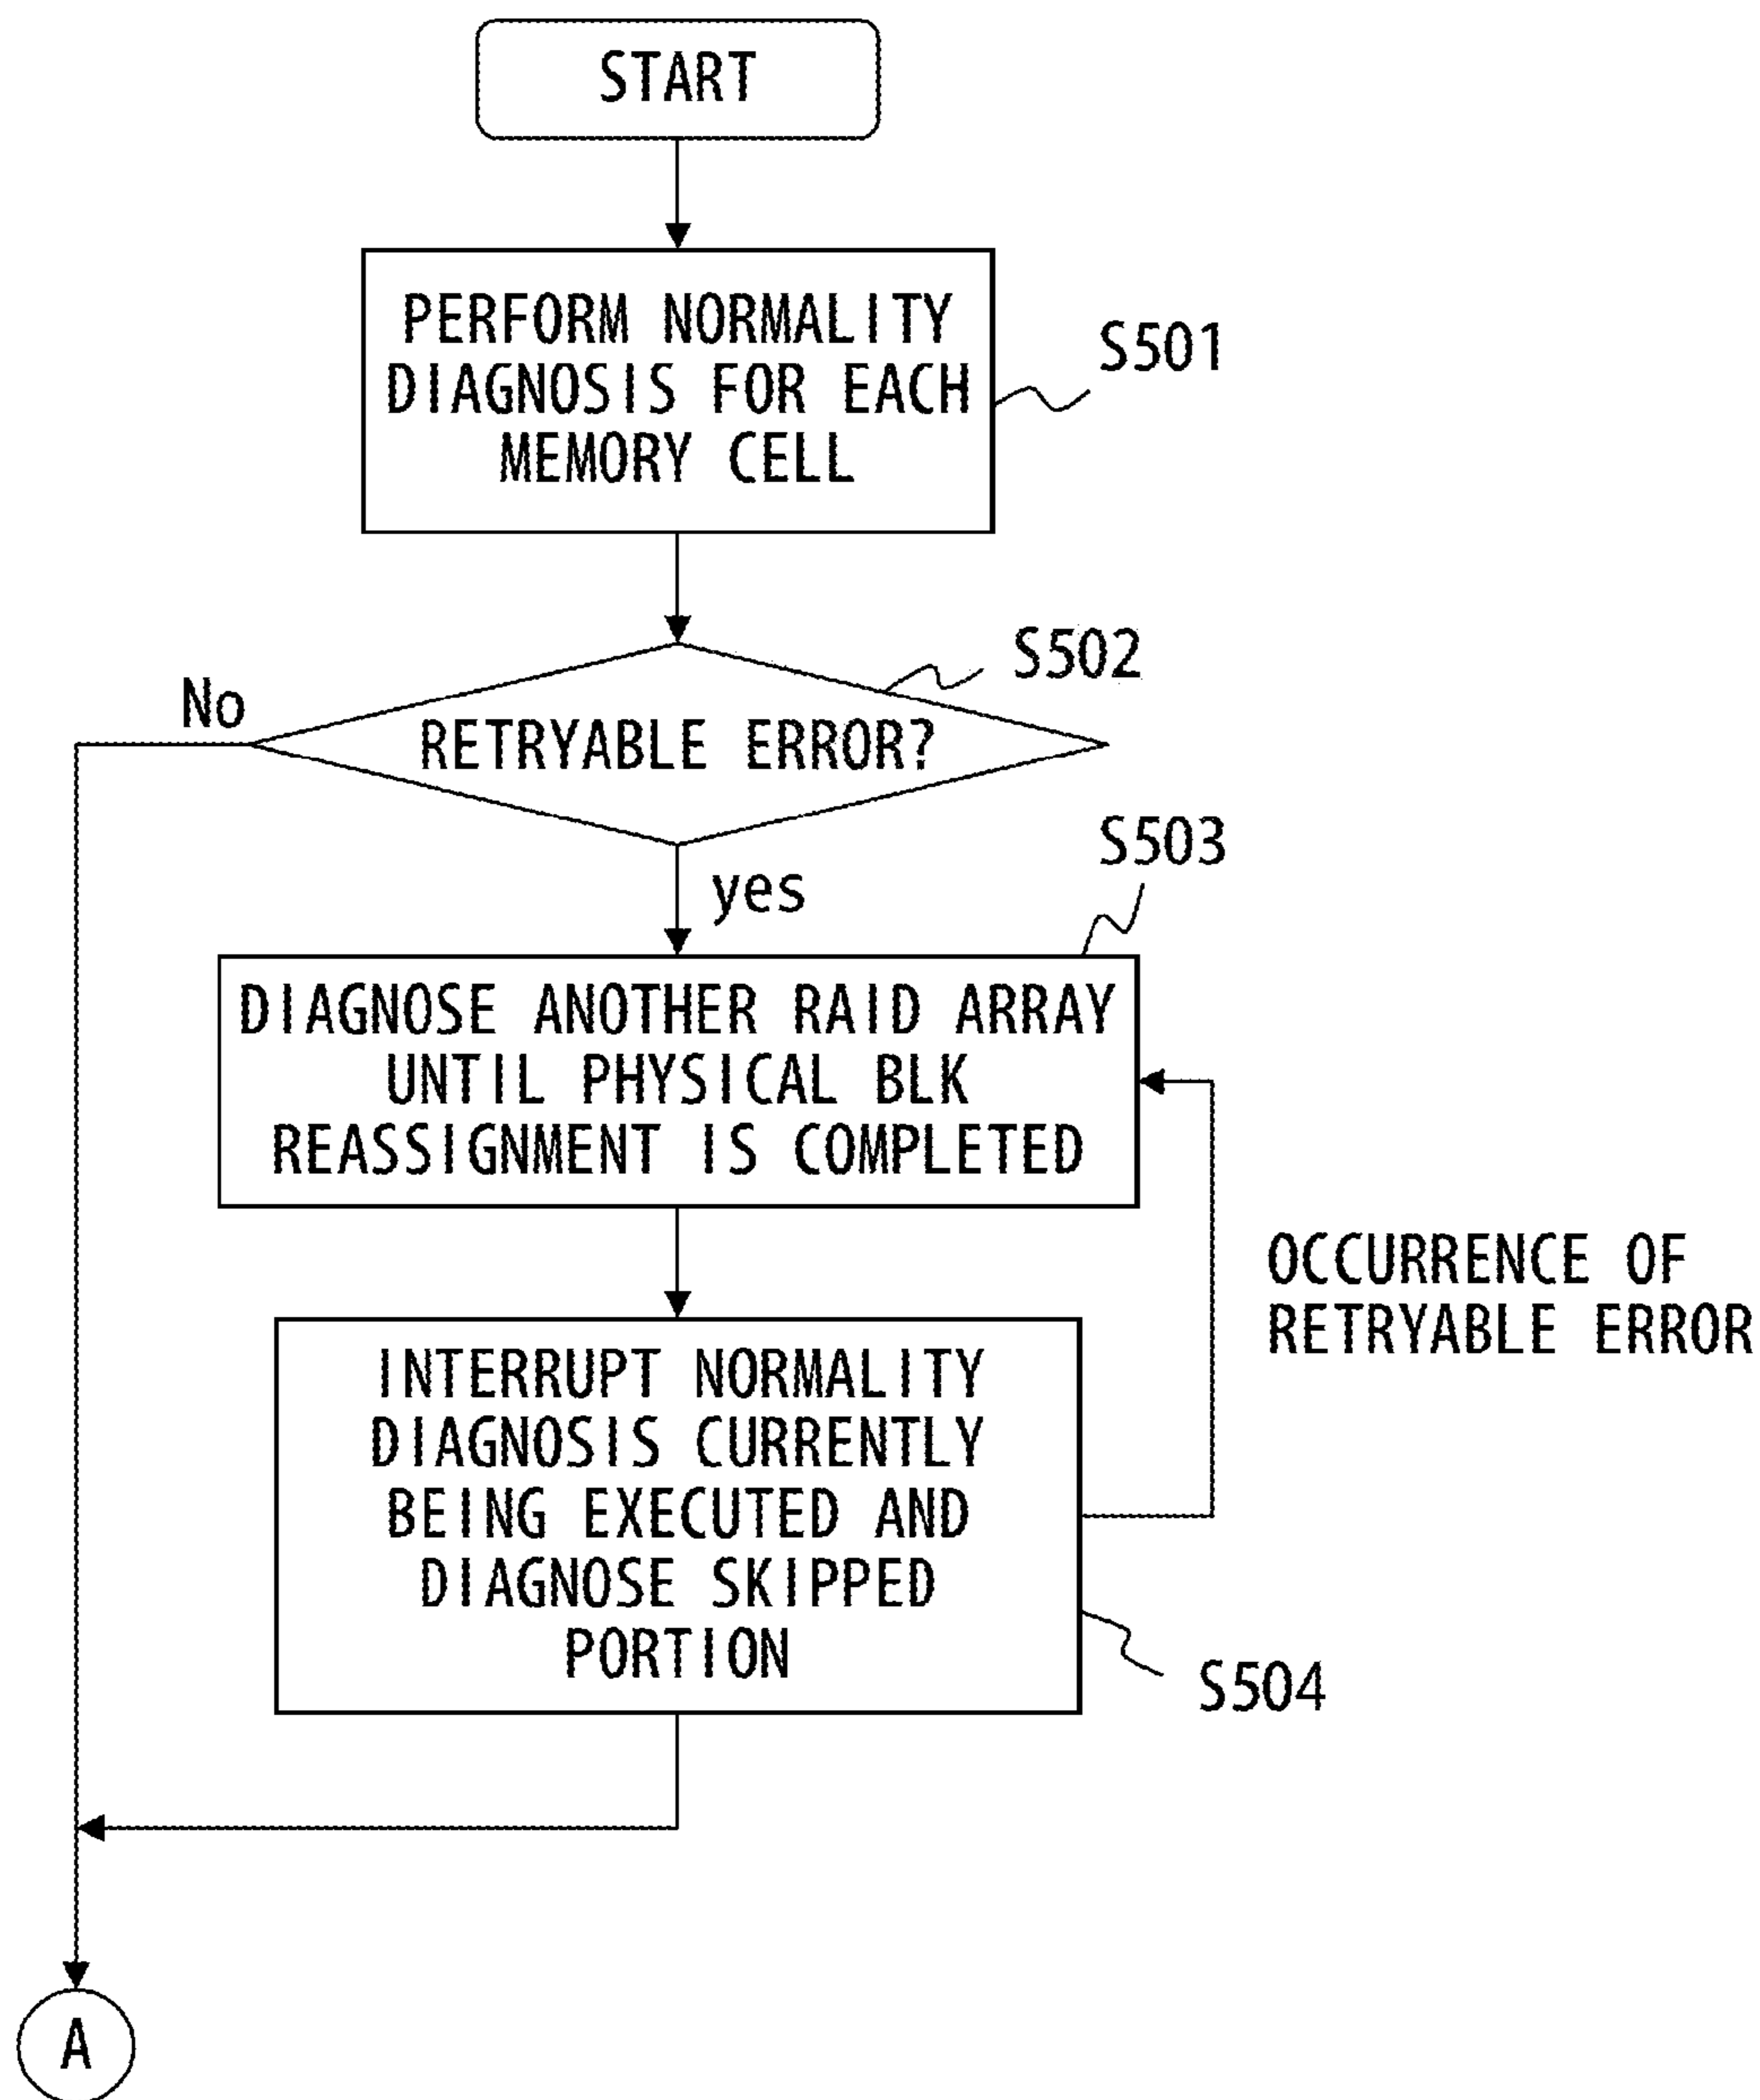 START
PERFORM NORMALITY
DIAGNOSIS FOR EACH
MEMORY CELL
S501
S502
No
RETRYABLE ERROR?
yes
S503
DIAGNOSE ANOTHER RAID ARRAY
UNTIL PHYSICAL BLK
REASSIGNMENT IS COMPLETED
OCCURRENCE OF
RETRYABLE ERROR
INTERRUPT NORMALITY
DIAGNOSIS CURRENTLY
BEING EXECUTED AND
DIAGNOSE SKIPPED
PORTION
S504
A